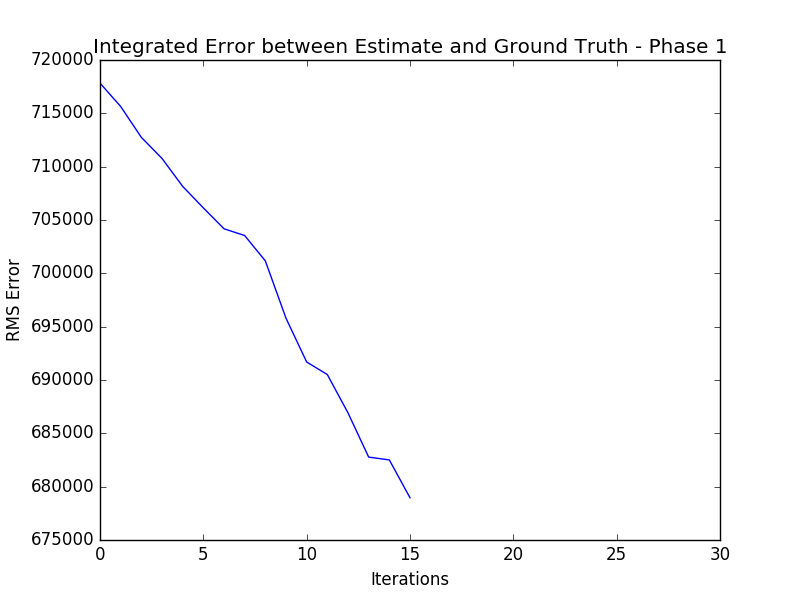 Integrated Error between Estimate and Ground Truth - Phase 1
720000
715000
710000
705000
700000
695000
690000
685000
680000
675000
RMS Error
0 5 10 15 20 25 30
Iterations